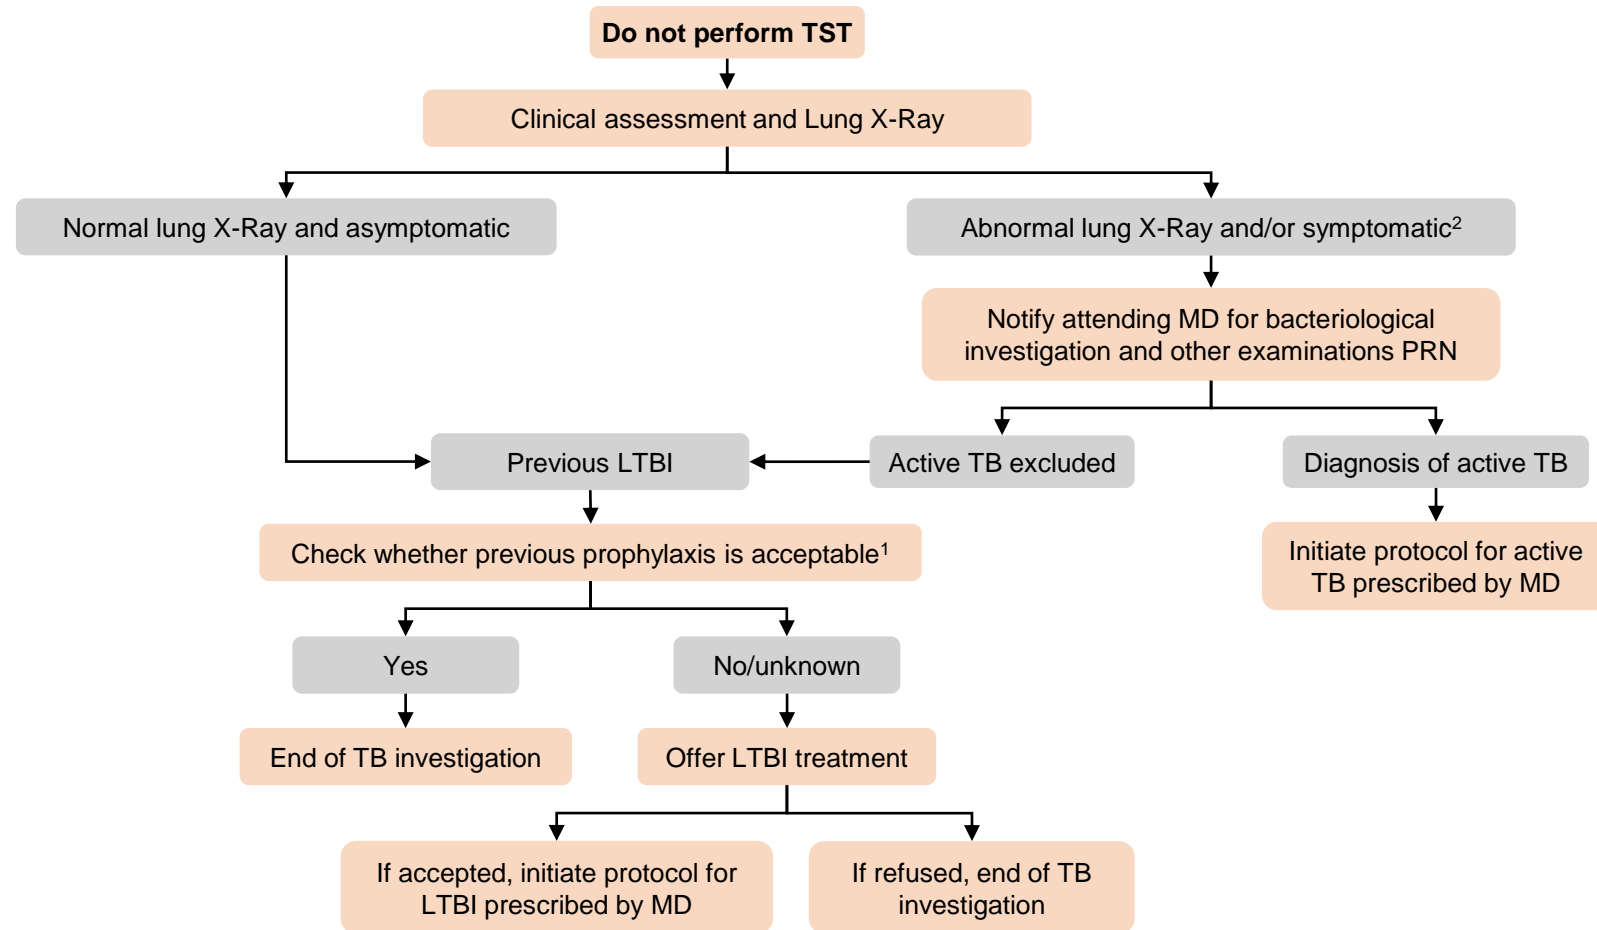 Do not perform TST
Clinical assessment and Lung X-Ray
Normal lung X-Ray and asymptomatic
Abnormal lung X-Ray and/or symptomatic²
Notify attending MD for bacteriological
investigation and other examinations PRN
Previous LTBI
Active TB excluded
Diagnosis of active TB
Check whether previous prophylaxis is acceptable¹
Initiate protocol for active
TB prescribed by MD
Yes
No/unknown
End of TB investigation
Offer LTBI treatment
If accepted, initiate protocol for
LTBI prescribed by MD
If refused, end of TB
investigation